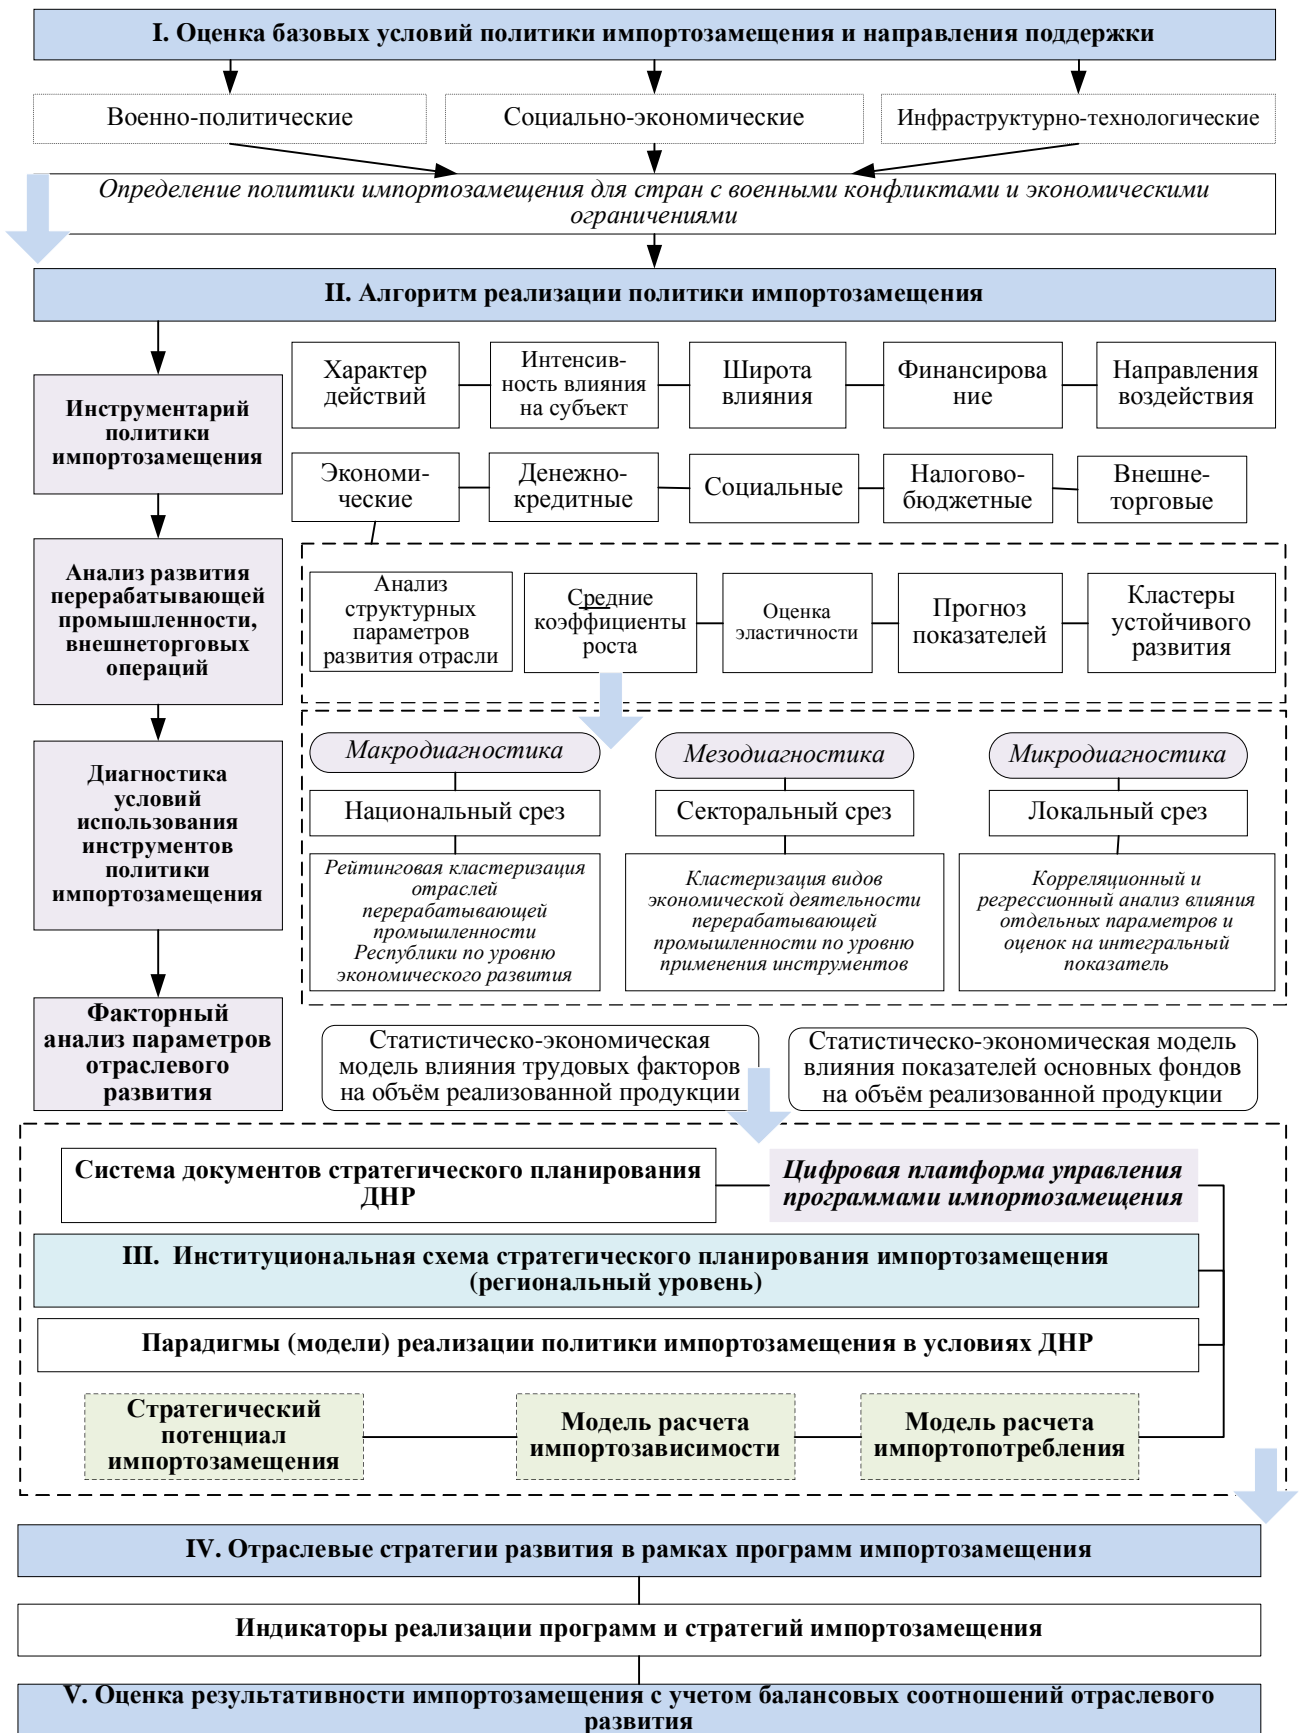 I. Оценка базовых условий политики импортозамещения и направления поддержки
Военно-политические
Социально-экономические
Инфраструктурно-технологические
Определение политики импортозамещения для стран с военными конфликтами и экономическими
ограничениями
II. Алгоритм реализации политики импортозамещения
Инструментарий
политики
импортозамещения
Характер
действий
Интенсив-
ность влияния
на субъект
Широта
влияния
Финансирова
ние
Направления
воздействия
Экономи-
ческие
Денежно-
кредитные
Социальные
Налогово-
бюджетные
Внешне-
торговые
Анализ развития
перерабатывающей
промышленности,
внешнеторговых
операций
Анализ
структурных
параметров
развития отрасли
Средние
коэффициенты
роста
Оценка
эластичности
Прогноз
показателей
Кластеры
устойчивого
развития
Диагностика
условий
использования
инструментов
политики
импортозамещения
Макродиагностика
Мезодиагностика
Микродиагностика
Национальный срез
Секторальный срез
Локальный срез
Рейтинговая кластеризация
отраслей
перерабатывающей
промышленности
Республики по уровню
экономического развития
Кластеризация видов
экономической деятельности
перерабатывающей
промышленности по уровню
применения инструментов
Корреляционный и
регрессионный анализ влияния
отдельных параметров и
оценок на интегральный
показатель
Факторный
анализ параметров
отраслевого
развития
Статистическо-экономическая
модель влияния трудовых факторов
на объём реализованной продукции
Статистическо-экономическая модель
влияния показателей основных фондов
на объём реализованной продукции
Система документов стратегического планирования
ДНР
Цифровая платформа управления
программами импортозамещения
III. Институциональная схема стратегического планирования импортозамещения
(региональный уровень)
Парадигмы (модели) реализации политики импортозамещения в условиях ДНР
Стратегический
потенциал
импортозамещения
Модель расчета
импортозависимости
Модель расчета
импортопотребления
IV. Отраслевые стратегии развития в рамках программ импортозамещения
Индикаторы реализации программ и стратегий импортозамещения
V. Оценка результативности импортозамещения с учетом балансовых соотношений отраслевого
развития